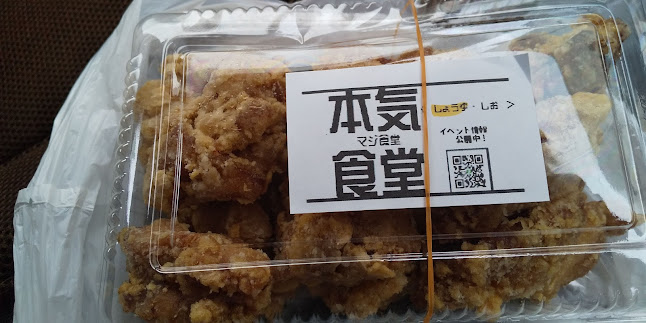 本気
マジ食堂
食堂
< しょうゆ・しお >
イベント情報
公開中!